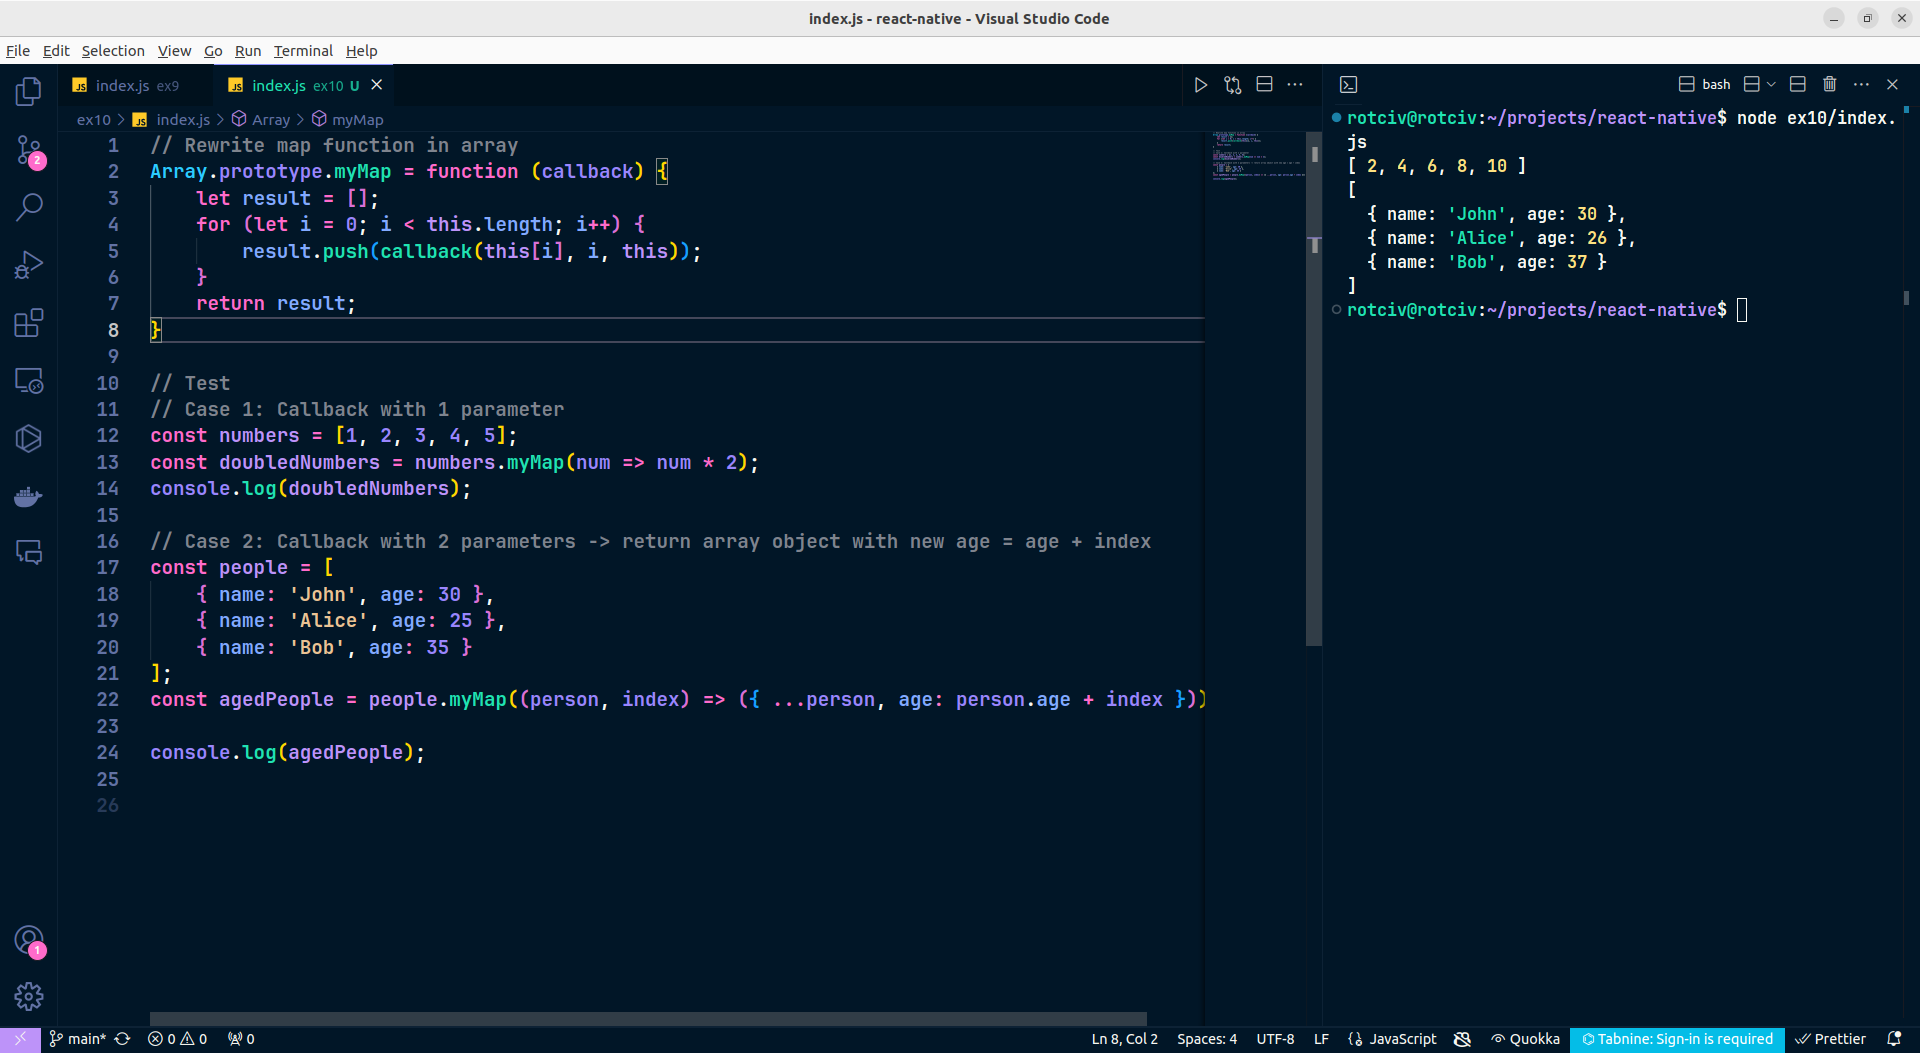 index.js - react-native - Visual Studio Code
File Edit Selection View Go Run Terminal Help
index.js ex9
index.js ex10 U
ex10 > index.js > Array > myMap
1 // Rewrite map function in array
2 Array.prototype.myMap = function (callback) {
3     let result = [];
4     for (let i = 0; i < this.length; i++) {
5         result.push(callback(this[i], i, this));
6     }
7     return result;
8 }
9
10 // Test
11 // Case 1: Callback with 1 parameter
12 const numbers = [1, 2, 3, 4, 5];
13 const doubledNumbers = numbers.myMap(num => num * 2);
14 console.log(doubledNumbers);
15
16 // Case 2: Callback with 2 parameters -> return array object with new age = age + index
17 const people = [
18     { name: 'John', age: 30 },
19     { name: 'Alice', age: 25 },
20     { name: 'Bob', age: 35 }
21 ];
22 const agedPeople = people.myMap((person, index) => ({ ...person, age: person.age + index }))
23
24 console.log(agedPeople);
25
26
bash
rotciv@rotciv:~/projects/react-native$ node ex10/index.
js
[ 2, 4, 6, 8, 10 ]
[
  { name: 'John', age: 30 },
  { name: 'Alice', age: 26 },
  { name: 'Bob', age: 37 }
]
rotciv@rotciv:~/projects/react-native$
2
1
main* 0 0 0
Ln 8, Col 2 Spaces: 4 UTF-8 LF JavaScript Quokka Tabnine: Sign-in is required Prettier